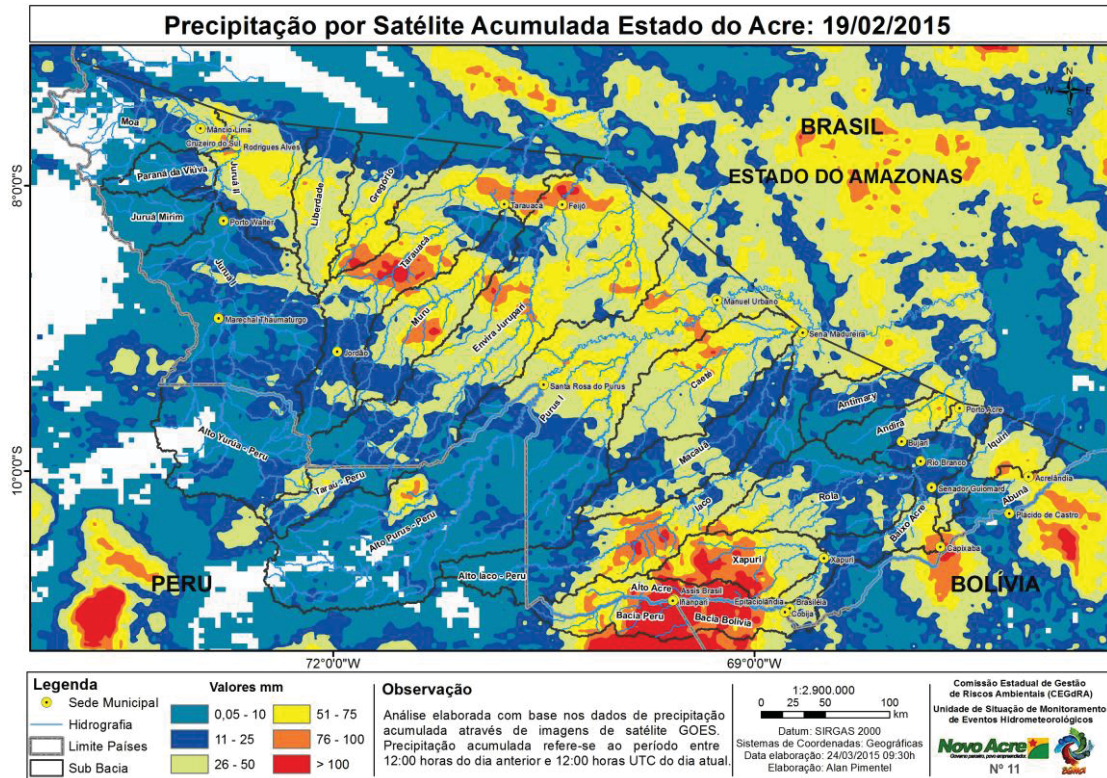 Precipitação por Satélite Acumulada Estado do Acre: 19/02/2015
N
W
E
S
BRASIL
ESTADO DO AMAZONAS
Moa
Mâncio Lima
Cruzeiro do Sul
Rodrigues Alves
Paraná da Viúva
Juruá II
Liberdade
Gregório
8°0'0"S
Juruá Mirim
Porto Walter
Tarauacá
Feijó
Tarauacá
Juruá I
Muru
Envira Jurupari
Manuel Urbano
Marechal Thaumaturgo
Sena Madureira
Jordão
Santa Rosa do Purus
Purus I
Caeté
Antimary
Porto Acre
Andirá
Iquiri
Bujari
Macauã
Alto Yurúa - Peru
Rio Branco
10°0'0"S
Tarau - Peru
Acrelândia
Senador Guiomard
Abunã
Iaco
Rola
Plácido de Castro
Alto Purus - Peru
Baixo Acre
Capixaba
Xapuri
Xapuri
PERU
Alto Iaco - Peru
BOLÍVIA
Alto Acre
Assis Brasil
Iñanpari
Epitaciolândia
Brasiléia
Cobija
Bacia Peru
Bacia Bolivia
72°0'0"W
69°0'0"W
Legenda
Sede Municipal
Hidrografia
Limite Países
Sub Bacia
Valores mm
0,05 - 10
11 - 25
26 - 50
51 - 75
76 - 100
> 100
Observação
Análise elaborada com base nos dados de precipitação
acumulada através de imagens de satélite GOES.
Precipitação acumulada refere-se ao período entre
12:00 horas do dia anterior e 12:00 horas UTC do dia atual.
1:2.900.000
0 25 50 100
km
Datum: SIRGAS 2000
Sistemas de Coordenadas: Geográficas
Data elaboração: 24/03/2015 09:30h
Elaboração: Alan Pimentel
Comissão Estadual de Gestão
de Riscos Ambientais (CEGdRA)
Unidade de Situação de Monitoramento
de Eventos Hidrometeorológicos
Novo Acre
Governo parceiro, povo empreendedor
Nº 11